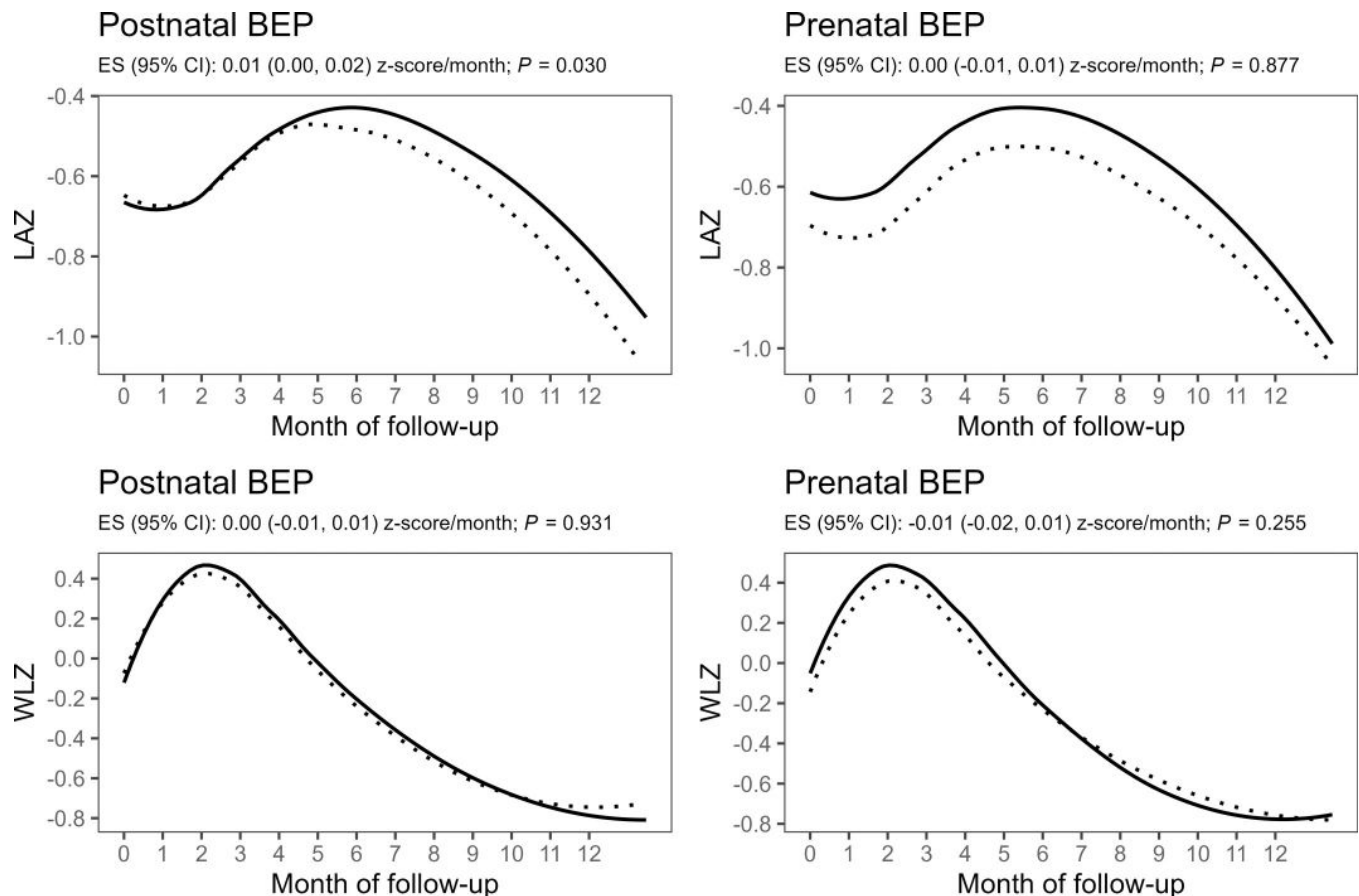 Postnatal BEP
ES (95% CI): 0.01 (0.00, 0.02) z-score/month; P = 0.030
-0.4
-0.6
-0.8
-1.0
LAZ
0 1 2 3 4 5 6 7 8 9 10 11 12
Month of follow-up
Prenatal BEP
ES (95% CI): 0.00 (-0.01, 0.01) z-score/month; P = 0.877
-0.4
-0.6
-0.8
-1.0
LAZ
0 1 2 3 4 5 6 7 8 9 10 11 12
Month of follow-up
Postnatal BEP
ES (95% CI): 0.00 (-0.01, 0.01) z-score/month; P = 0.931
0.4
0.2
0.0
-0.2
-0.4
-0.6
-0.8
WLZ
0 1 2 3 4 5 6 7 8 9 10 11 12
Month of follow-up
Prenatal BEP
ES (95% CI): -0.01 (-0.02, 0.01) z-score/month; P = 0.255
0.4
0.2
0.0
-0.2
-0.4
-0.6
-0.8
WLZ
0 1 2 3 4 5 6 7 8 9 10 11 12
Month of follow-up